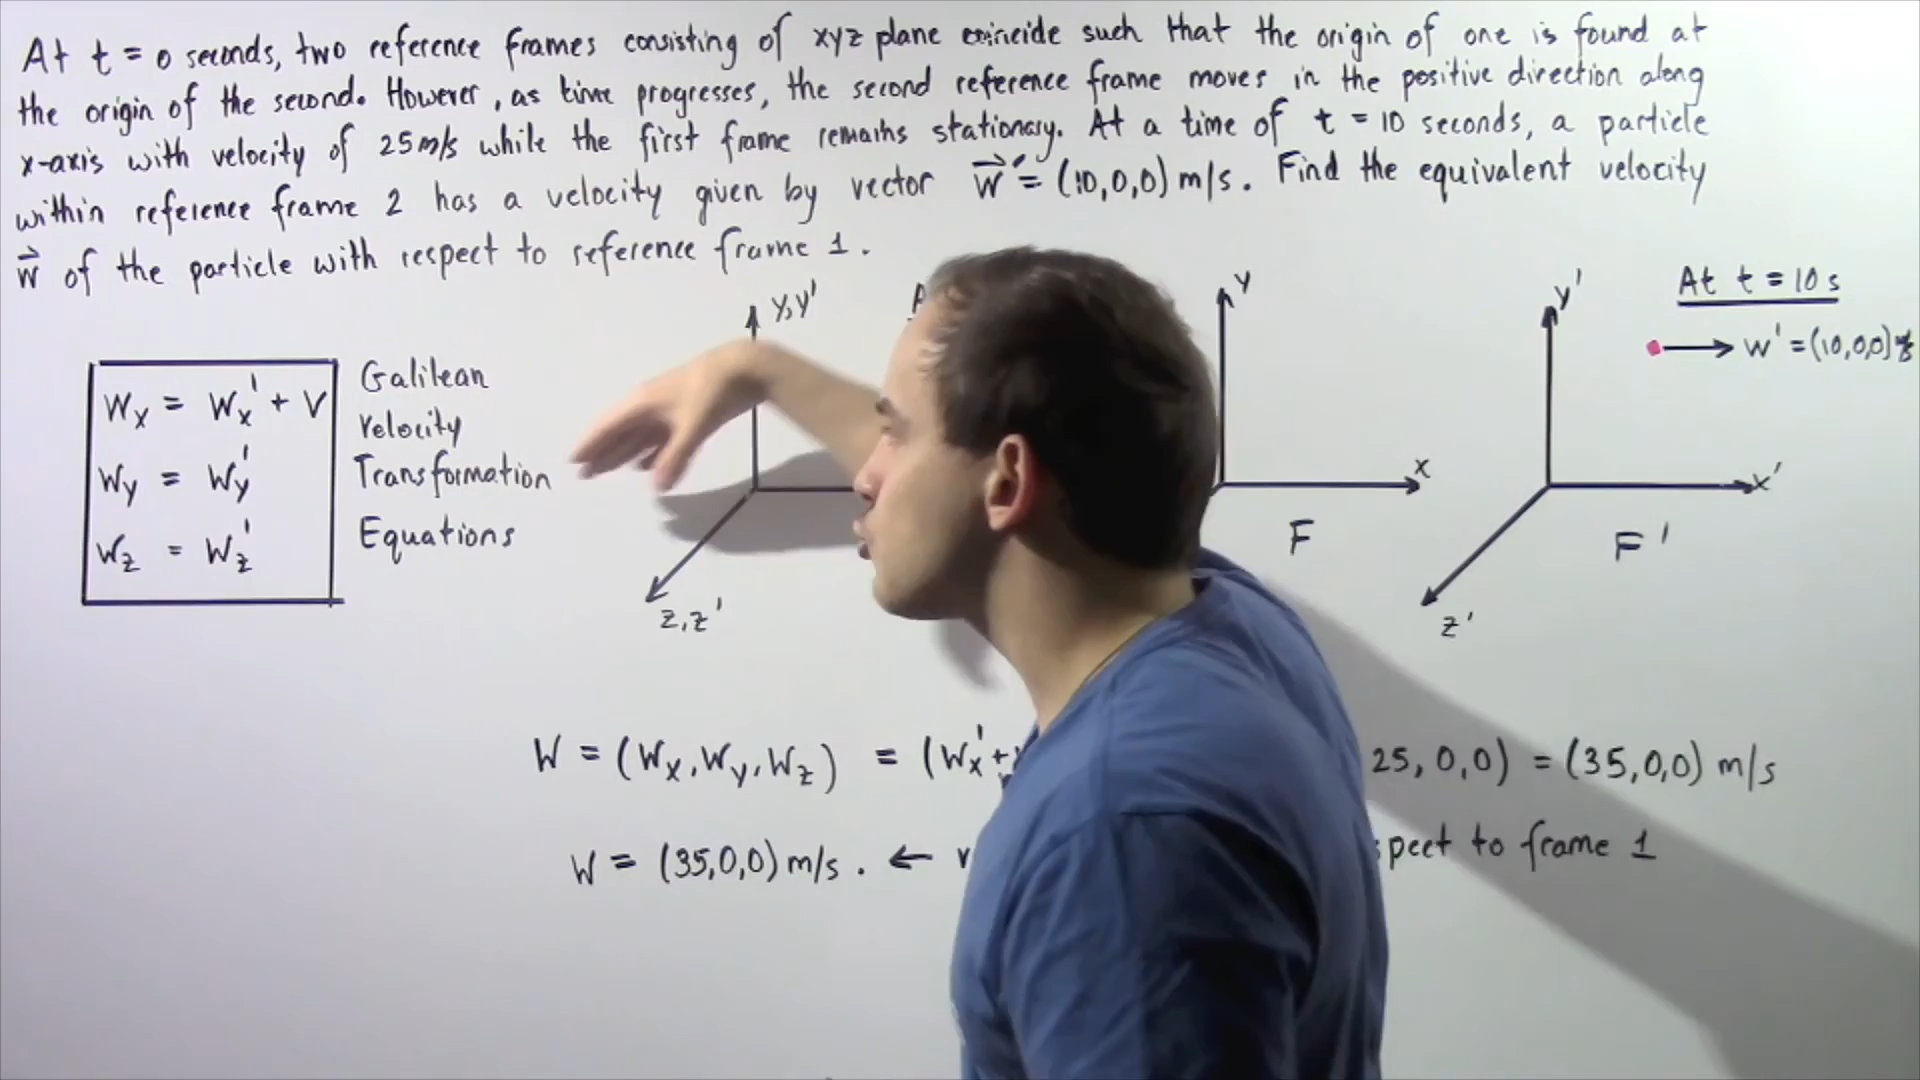 At t = 0 seconds, two reference frames consisting of xyz plane coincide such that the origin of one is found at
the origin of the second. However, as time progresses, the second reference frame moves in the positive direction along
x-axis with velocity of 25 m/s while the first frame remains stationary. At a time of t = 10 seconds, a particle
within reference frame 2 has a velocity given by vector w⃗' = (10,0,0) m/s. Find the equivalent velocity
w⃗ of the particle with respect to reference frame 1.
Wx = Wx' + V
Wy = Wy'
Wz = Wz'
Galilean
velocity
Transformation
Equations
y,y'
z,z'
y
x
F
y'
x'
z'
F'
At t = 10 s
w' = (10,0,0) m/s
W = (Wx, Wy, Wz) = (Wx'+ 25, 0,0) = (35,0,0) m/s
W = (35,0,0) m/s. ← to frame 1